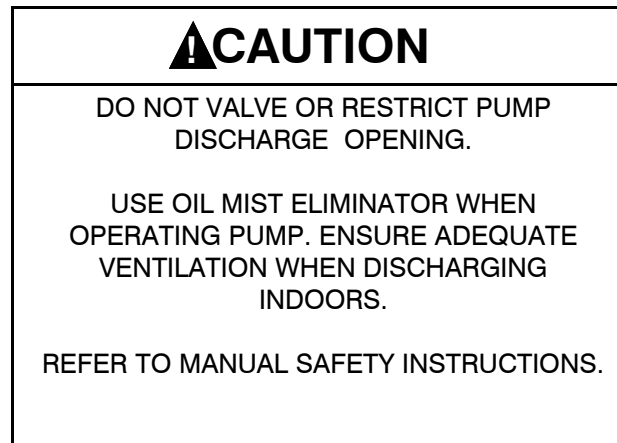 CAUTION
DO NOT VALVE OR RESTRICT PUMP
DISCHARGE OPENING.
USE OIL MIST ELIMINATOR WHEN
OPERATING PUMP. ENSURE ADEQUATE
VENTILATION WHEN DISCHARGING
INDOORS.
REFER TO MANUAL SAFETY INSTRUCTIONS.